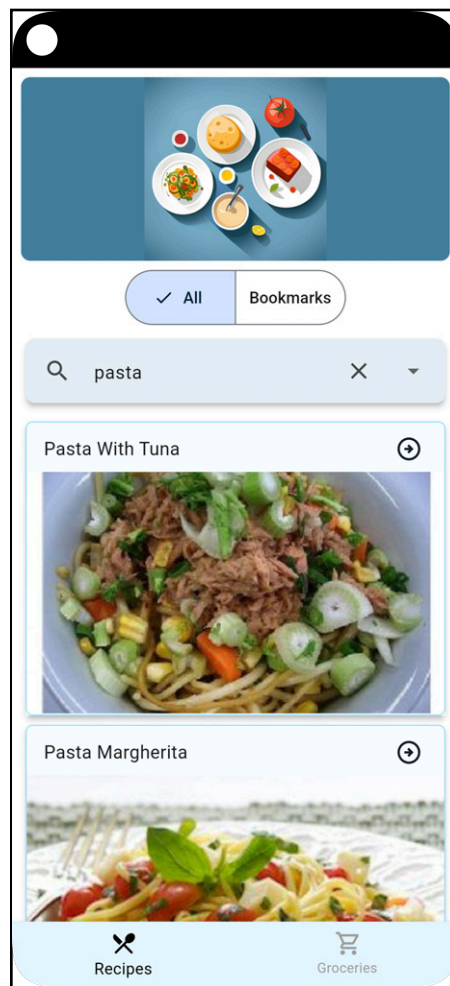 All Bookmarks
pasta
Pasta With Tuna
Pasta Margherita
Recipes Groceries